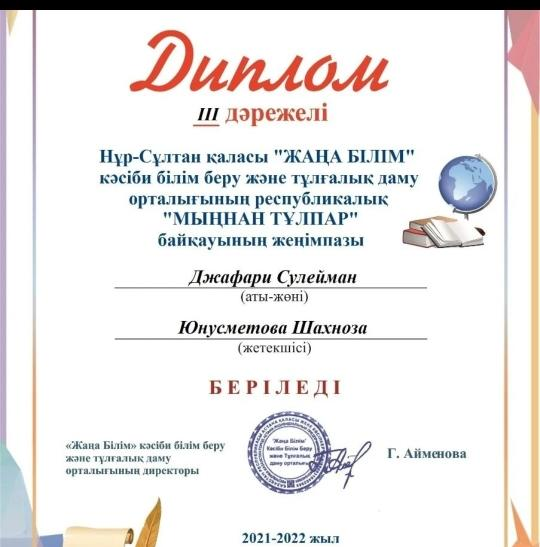 Диплом
III дәрежелі
Нұр-Сұлтан қаласы "ЖАҢА БІЛІМ"
кәсіби білім беру және тұлғалық даму
орталығының республикалық
"МЫҢНАН ТҰЛПАР"
байқауының жеңімпазы
Джафари Сулейман
(аты-жөні)
Юнусметова Шахноза
(жетекшісі)
БЕРІЛЕДІ
«Жаңа Білім» кәсіби білім беру
және тұлғалық даму
орталығының директоры
"Жаңа Білім"
Кәсіби Білім беру
және Тұлғалық
даму орталығы
Г. Айменова
2021-2022 жыл